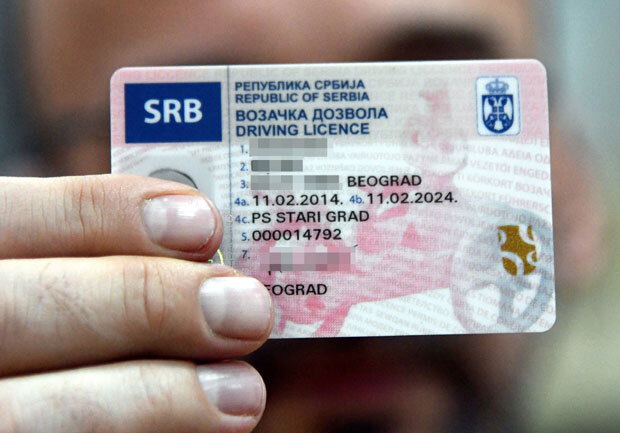 SRB
РЕПУБЛИКА СРБИЈА
REPUBLIC OF SERBIA
ВОЗАЧКА ДОЗВОЛА
DRIVING LICENCE
1.
2.
3. BEOGRAD
4a. 11.02.2014. 4b. 11.02.2024.
4c. PS STARI GRAD
5. 000014792
7.
EOGRAD